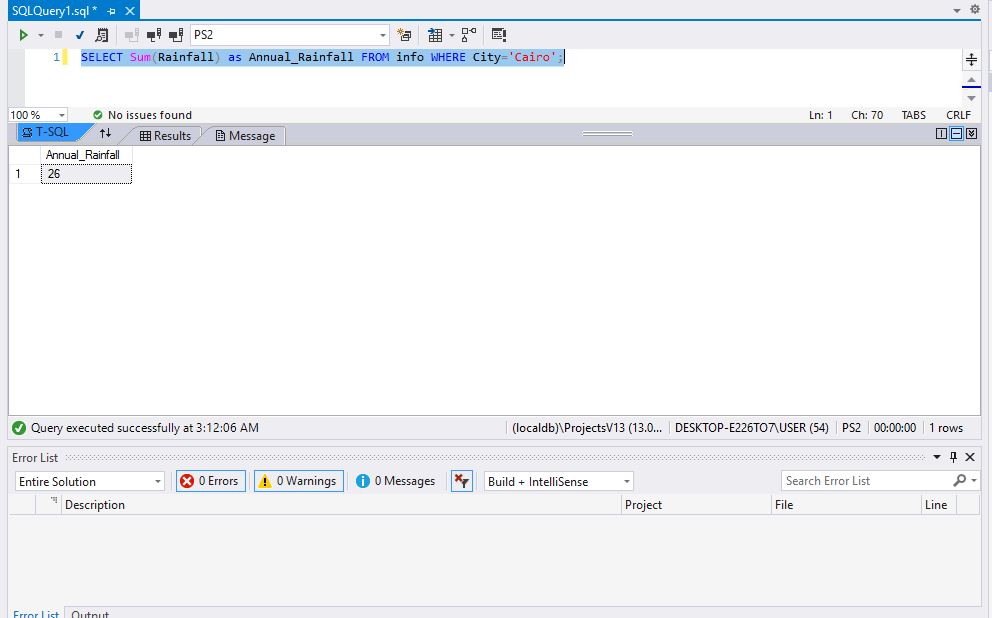 SQLQuery1.sql *
PS2
1 SELECT Sum(Rainfall) as Annual_Rainfall FROM info WHERE City='Cairo';
100 % No issues found Ln: 1 Ch: 70 TABS CRLF
T-SQL Results Message
Annual_Rainfall
1 26
Query executed successfully at 3:12:06 AM (localdb)\ProjectsV13 (13.0... DESKTOP-E226TO7\USER (54) PS2 00:00:00 1 rows
Error List
Entire Solution 0 Errors 0 Warnings 0 Messages Build + IntelliSense Search Error List
Description Project File Line
Error List Output